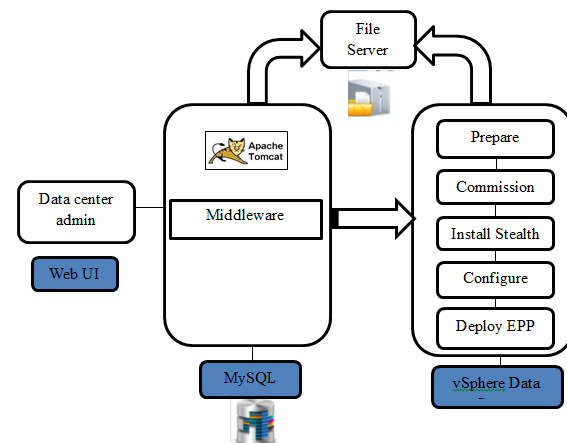 File
Server
Apache
Tomcat
Prepare
Commission
Install Stealth
Configure
Deploy EPP
Data center
admin
Middleware
Web UI
MySQL
vSphere Data